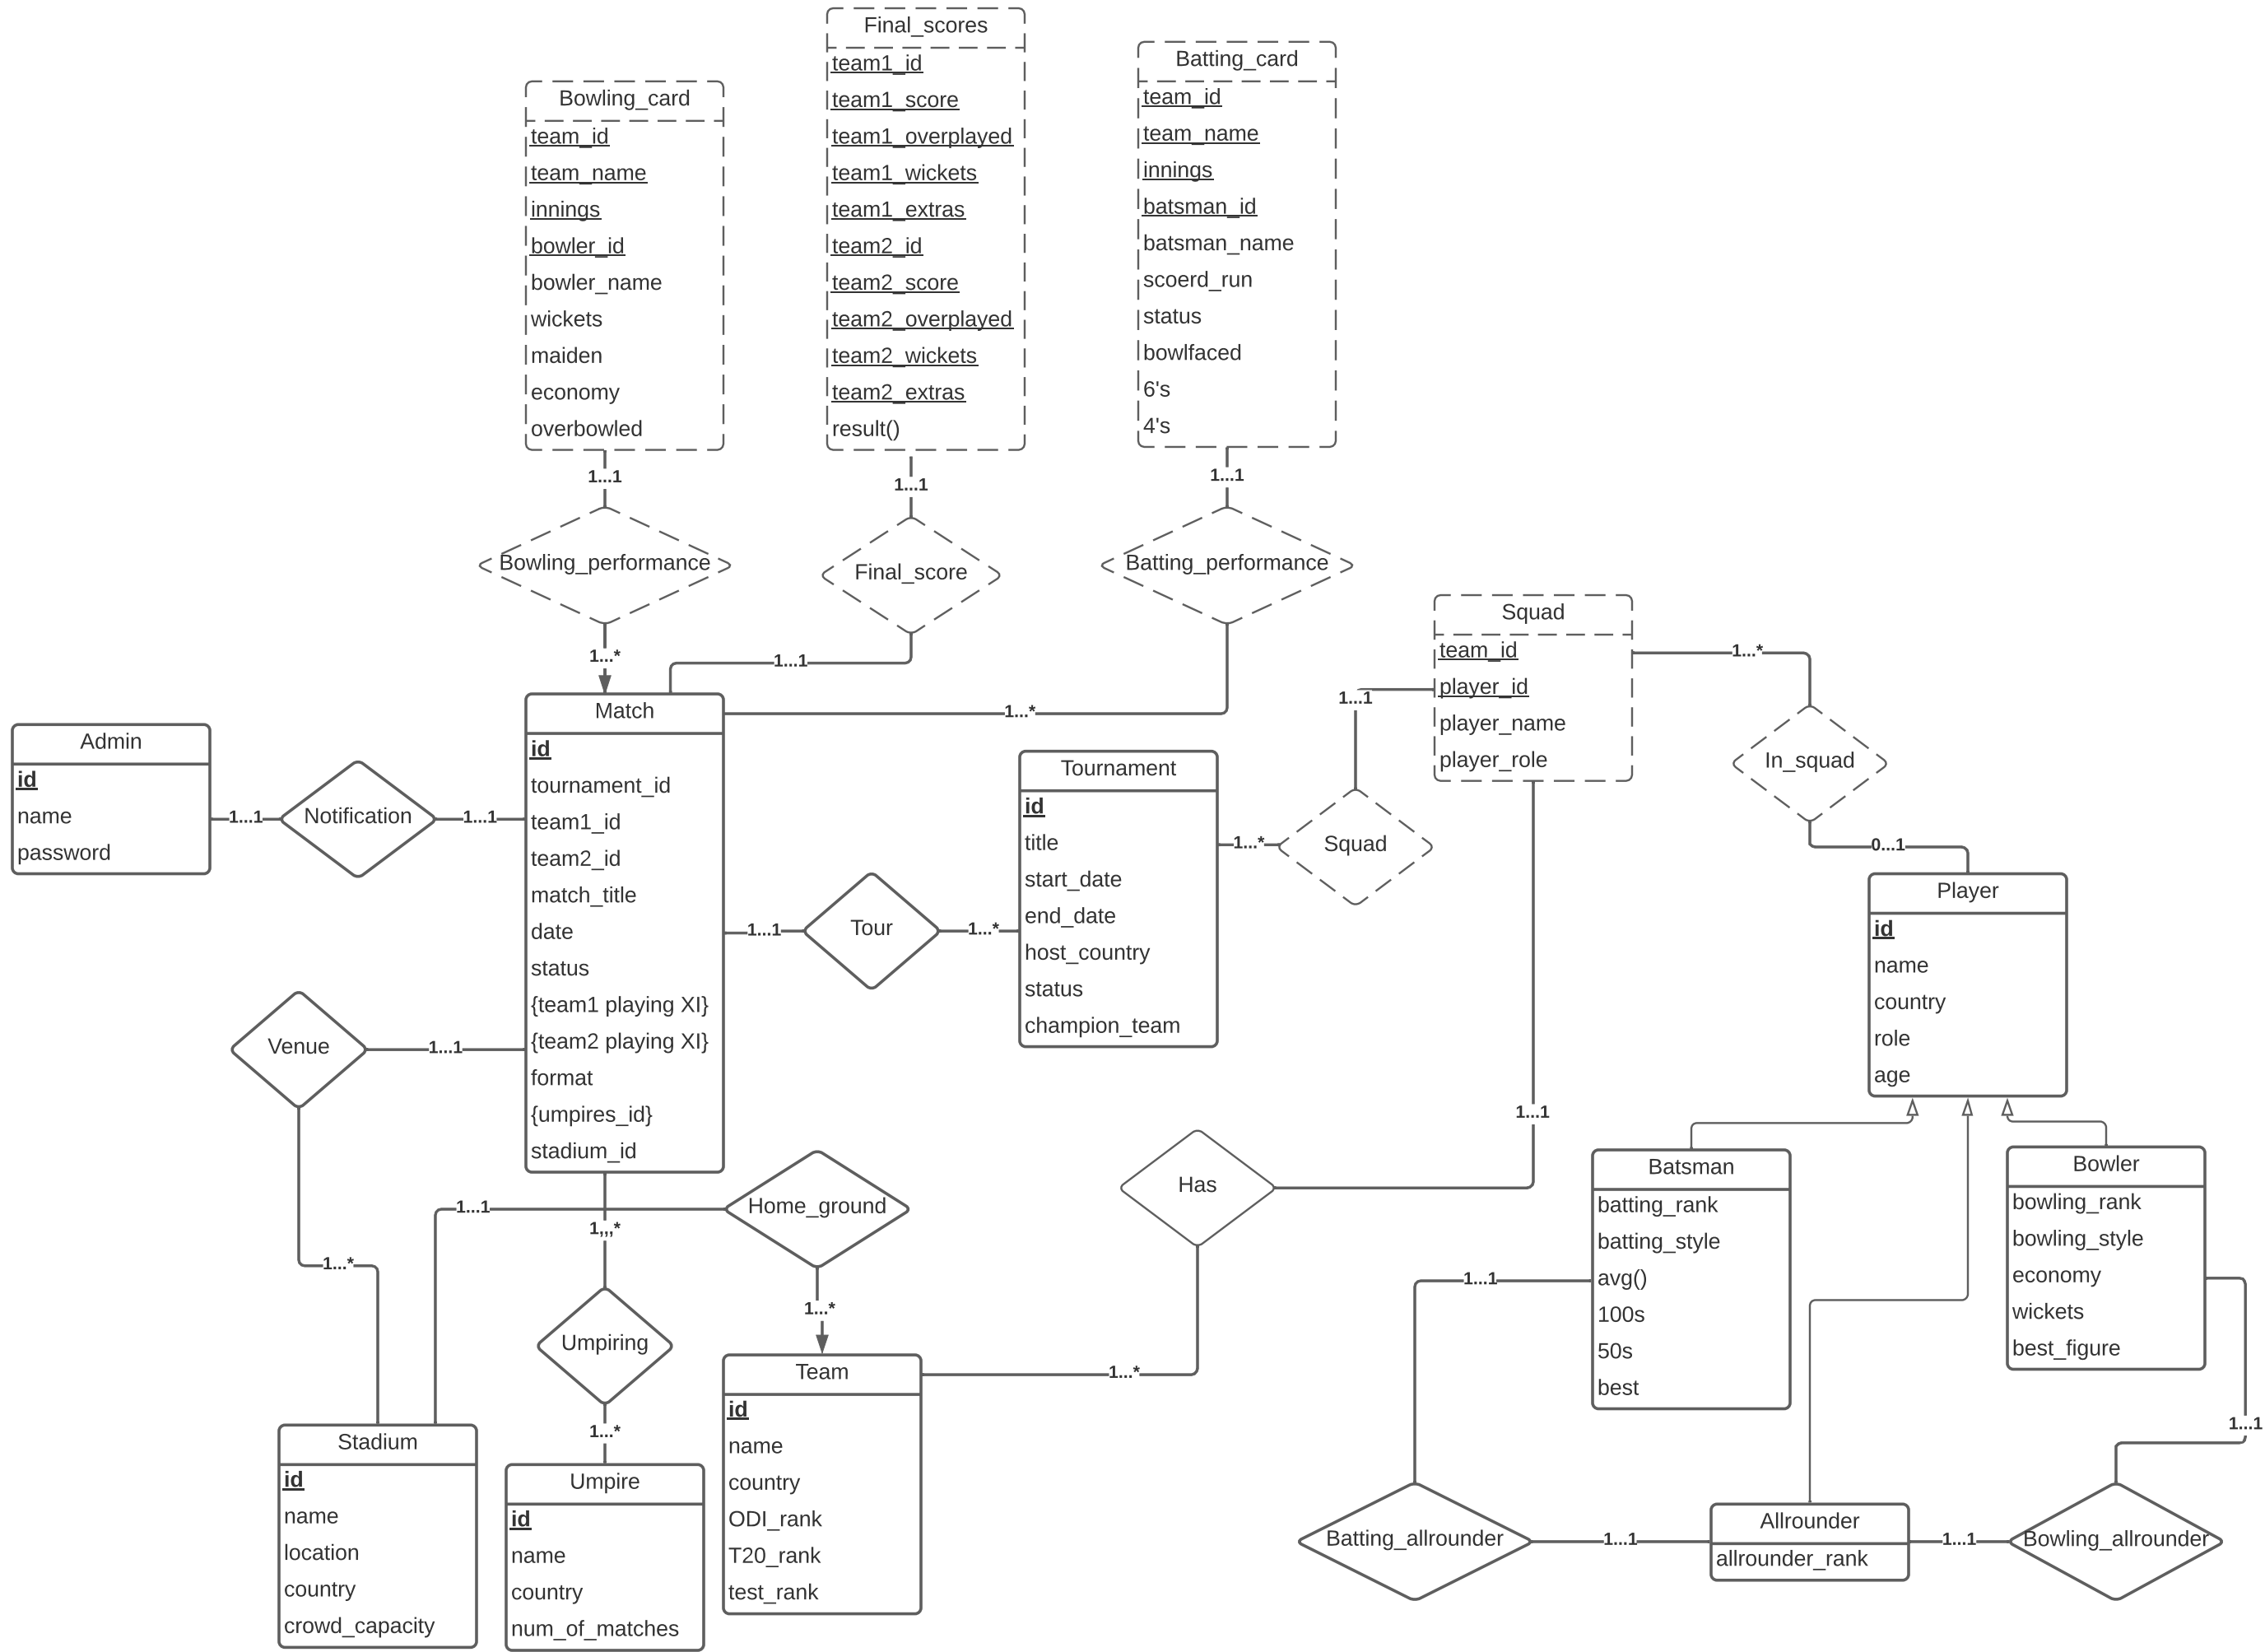 Final_scores
team1_id
team1_score
team1_overplayed
team1_wickets
team1_extras
team2_id
team2_score
team2_overplayed
team2_wickets
team2_extras
result()
Batting_card
team_id
team_name
innings
batsman_id
batsman_name
scoerd_run
status
bowlfaced
6's
4's
Bowling_card
team_id
team_name
innings
bowler_id
bowler_name
wickets
maiden
economy
overbowled
1...1
1...1
1...1
Bowling_performance
Final_score
Batting_performance
1...*
1...1
1...*
Squad
team_id
player_id
player_name
player_role
1...*
1...1
In_squad
0...1
Admin
id
name
password
1...1
Notification
1...1
Match
id
tournament_id
team1_id
team2_id
match_title
date
status
{team1 playing XI}
{team2 playing XI}
format
{umpires_id}
stadium_id
1...1
Tour
1...*
Tournament
id
title
start_date
end_date
host_country
status
champion_team
1...*
Squad
Player
id
name
country
role
age
Venue
1...1
1...*
1...1
Home_ground
1,,,*
1...*
Umpiring
1...*
Has
1...1
1...*
Batsman
batting_rank
batting_style
avg()
100s
50s
best
Bowler
bowling_rank
bowling_style
economy
wickets
best_figure
1...1
1...1
Stadium
id
name
location
country
crowd_capacity
Umpire
id
name
country
num_of_matches
Team
id
name
country
ODI_rank
T20_rank
test_rank
Batting_allrounder
1...1
Allrounder
allrounder_rank
1...1
Bowling_allrounder